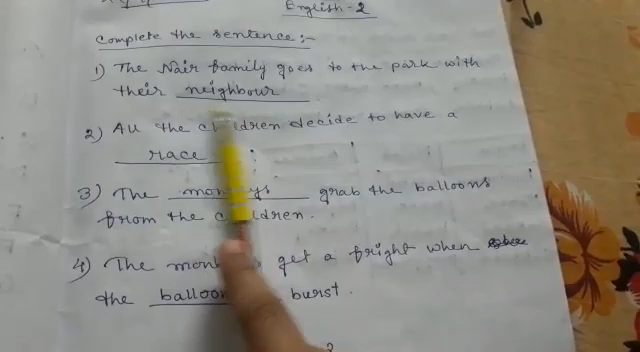 English-2
Complete the sentence :-
1) The Nair family goes to the park with
their neighbour
2) All the children decide to have a
race .
3) The monkeys grab the balloons
from the children.
4) The monkeys get a fright when
the balloons burst.